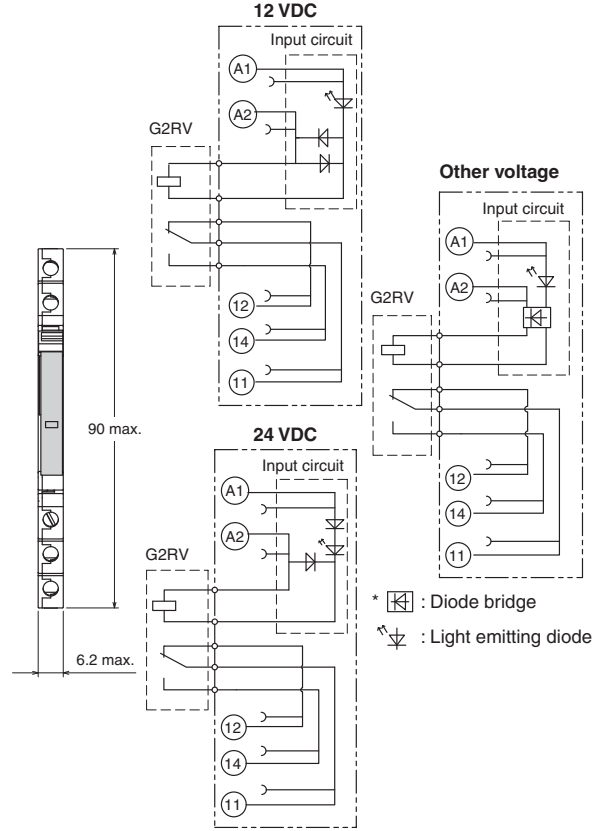 12 VDC
Input circuit
A1
A2
G2RV
12
14
11
Other voltage
Input circuit
A1
A2
G2RV
12
14
11
90 max.
6.2 max.
24 VDC
Input circuit
A1
A2
G2RV
12
14
11
* : Diode bridge
: Light emitting diode